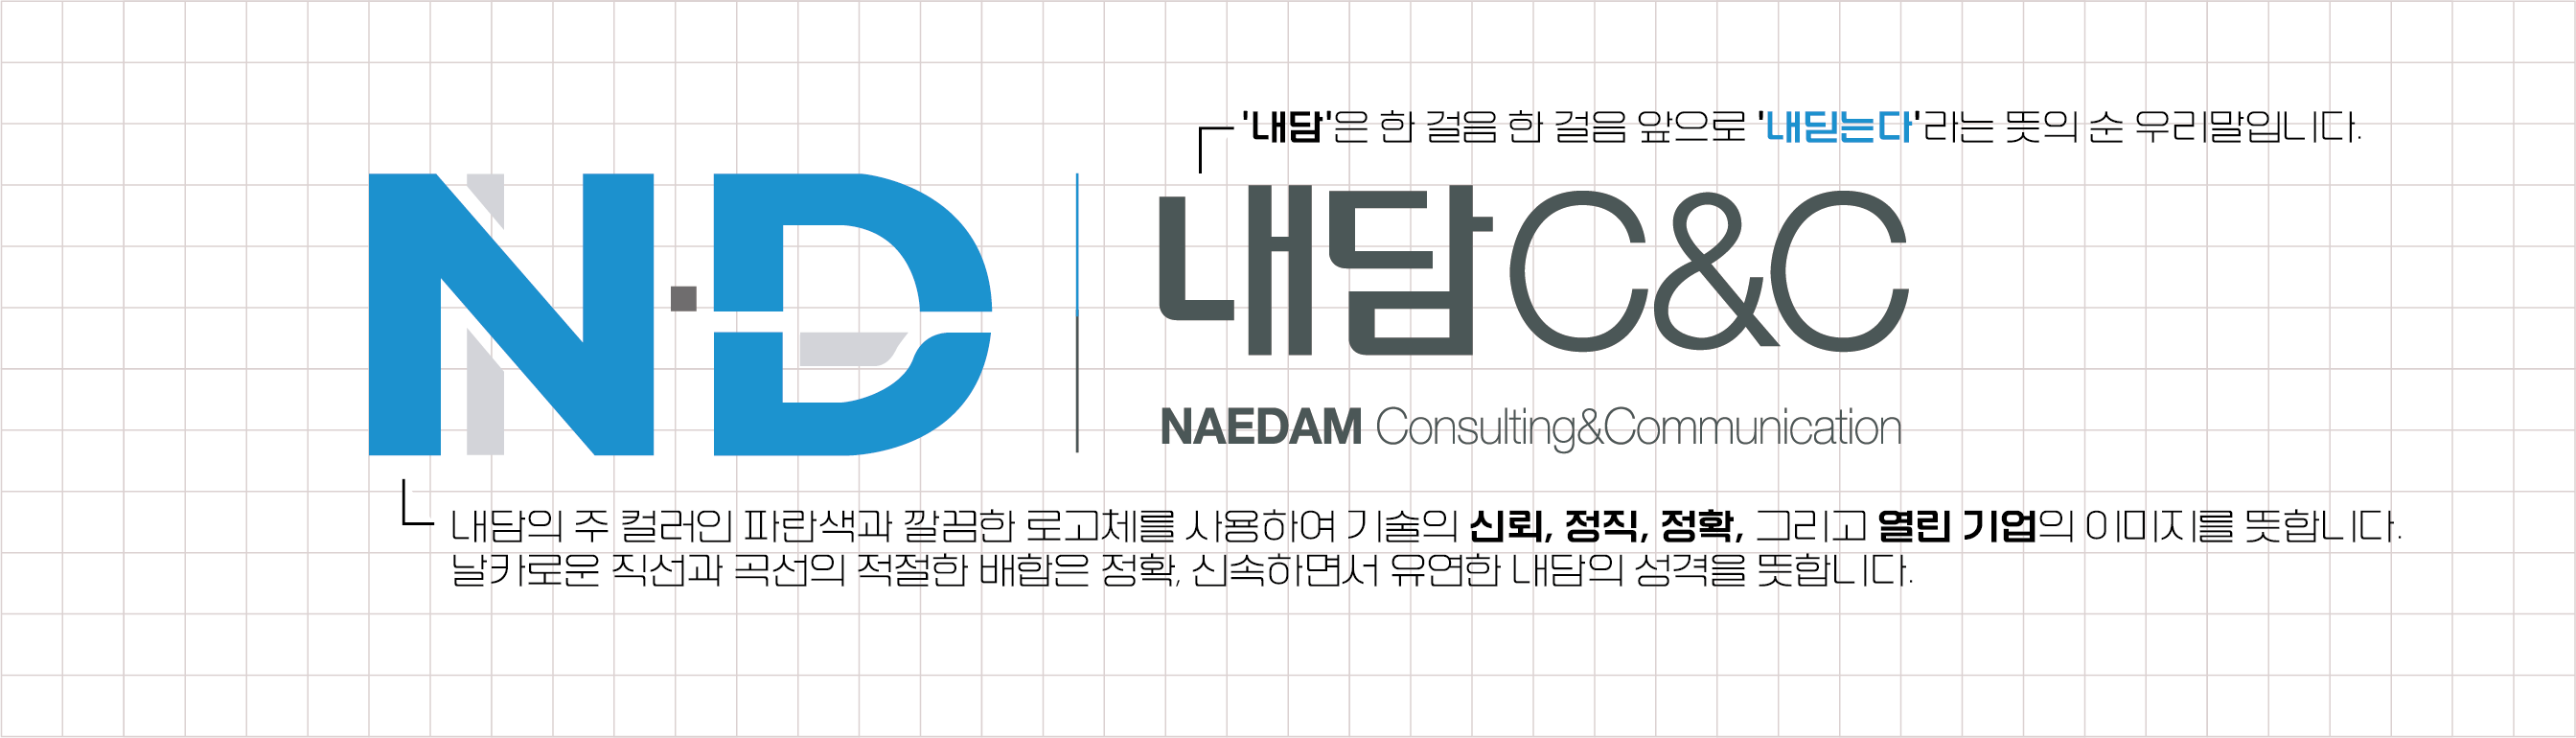 '내담'은 한 걸음 한 걸음 앞으로 '내딛는다'라는 뜻의 순 우리말입니다.
N·D
내담C&C
NAEDAM Consulting&Communication
내담의 주 컬러인 파란색과 깔끔한 로고체를 사용하여 기술의 신뢰, 정직, 정확, 그리고 열린 기업의 이미지를 뜻합니다.
날카로운 직선과 곡선의 적절한 배합은 정확, 신속하면서 유연한 내담의 성격을 뜻합니다.